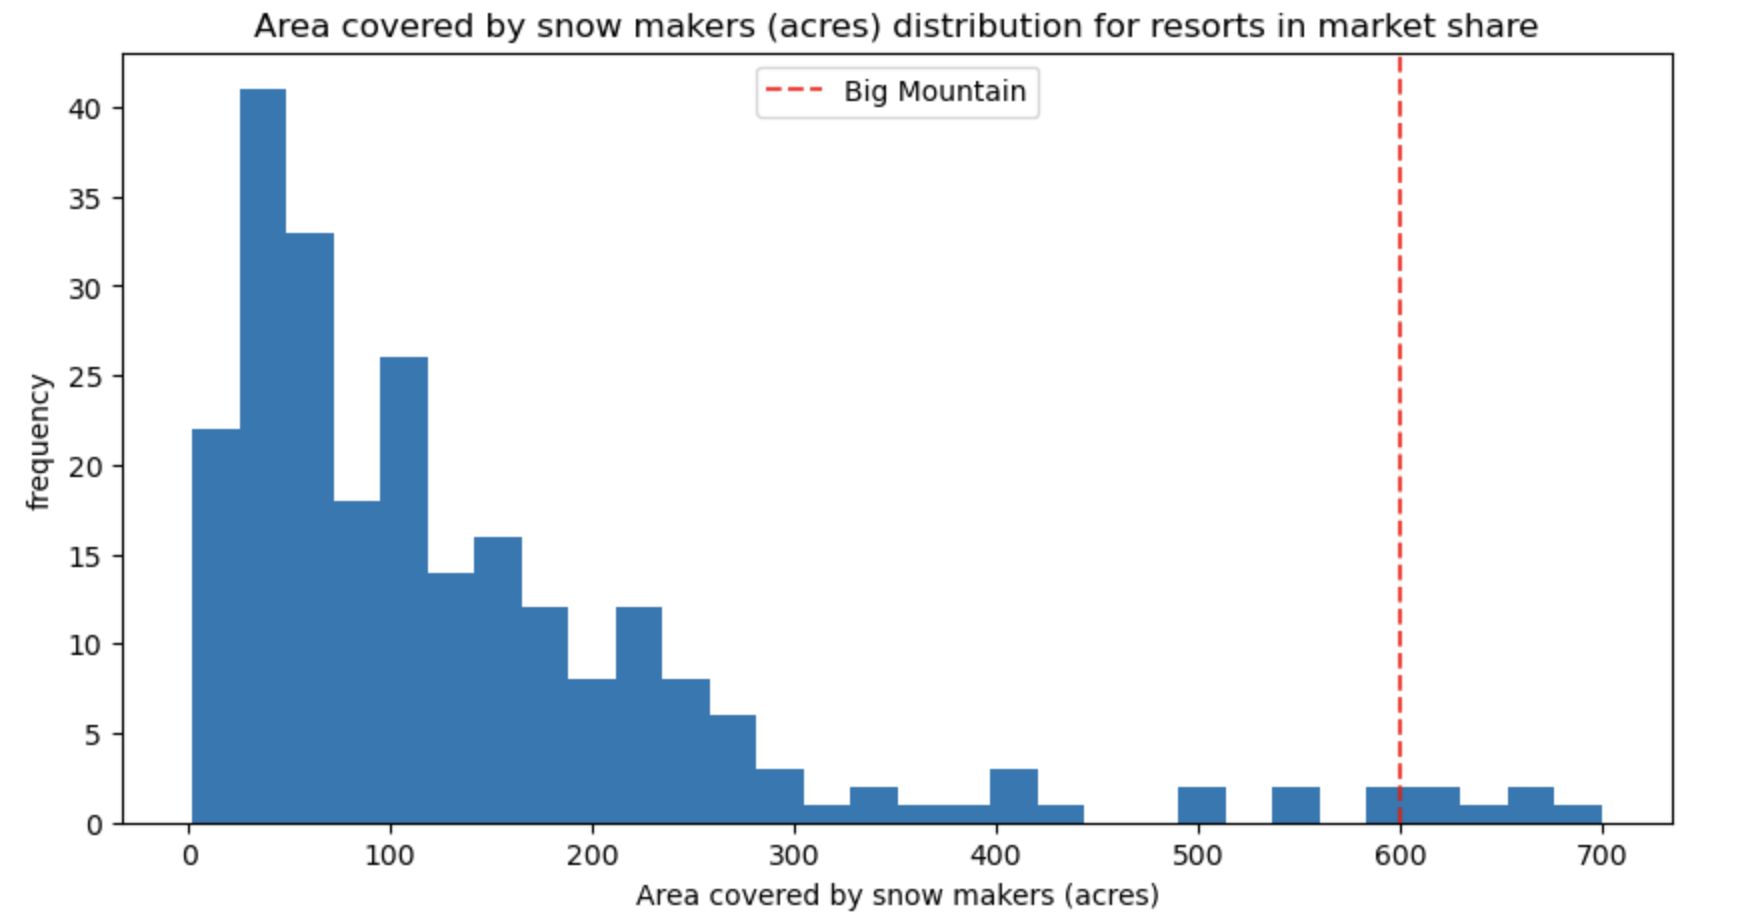 Area covered by snow makers (acres) distribution for resorts in market share
Big Mountain
40
35
30
25
20
15
10
5
0
frequency
0 100 200 300 400 500 600 700
Area covered by snow makers (acres)